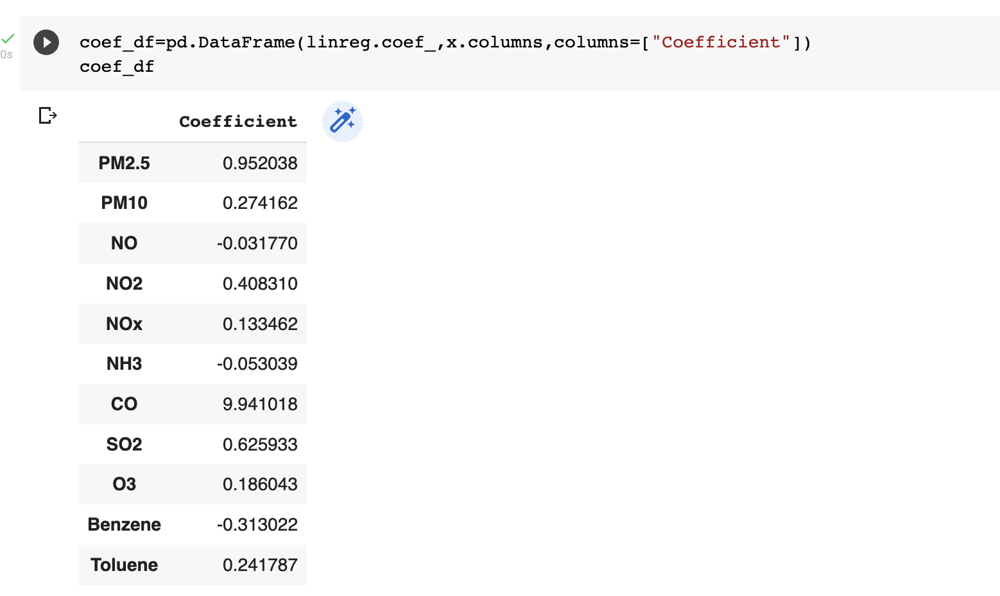 coef_df=pd.DataFrame(linreg.coef_,x.columns,columns=["Coefficient"])
0s
coef_df
Coefficient
PM2.5 0.952038
PM10 0.274162
NO -0.031770
NO2 0.408310
NOx 0.133462
NH3 -0.053039
CO 9.941018
SO2 0.625933
O3 0.186043
Benzene -0.313022
Toluene 0.241787